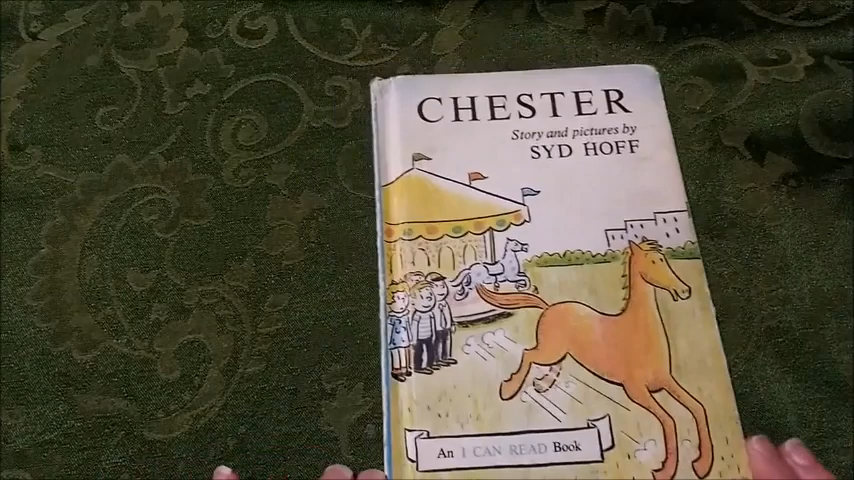 CHESTER
Story and pictures by
SYD HOFF
An I CAN READ Book